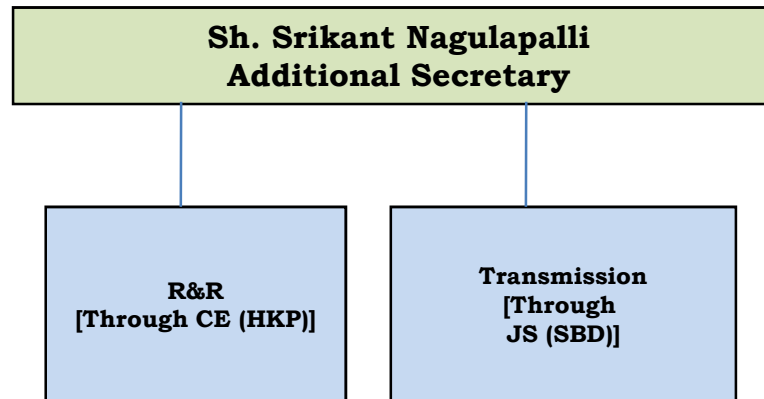 Sh. Srikant Nagulapalli
Additional Secretary
R&R
[Through CE (HKP)]
Transmission
[Through
JS (SBD)]